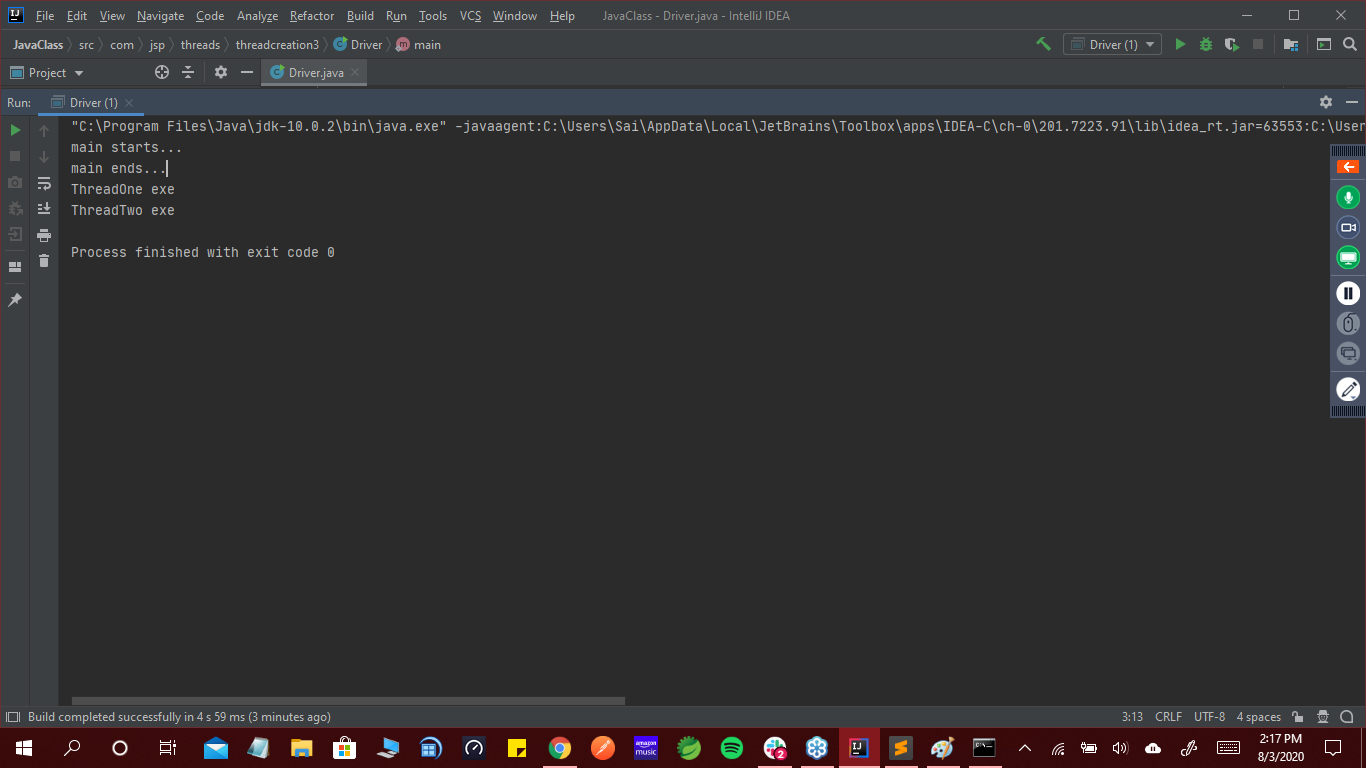 File Edit View Navigate Code Analyze Refactor Build Run Tools VCS Window Help JavaClass - Driver.java - IntelliJ IDEA
JavaClass src com jsp threads threadcreation3 Driver main Driver (1)
Project Driver.java
Run: Driver (1)
"C:\Program Files\Java\jdk-10.0.2\bin\java.exe" -javaagent:C:\Users\Sai\AppData\Local\JetBrains\Toolbox\apps\IDEA-C\ch-0\201.7223.91\lib\idea_rt.jar=63553:C:\User
main starts...
main ends...
ThreadOne exe
ThreadTwo exe
Process finished with exit code 0
Build completed successfully in 4 s 59 ms (3 minutes ago) 3:13 CRLF UTF-8 4 spaces
amazon music
2
2:17 PM
8/3/2020